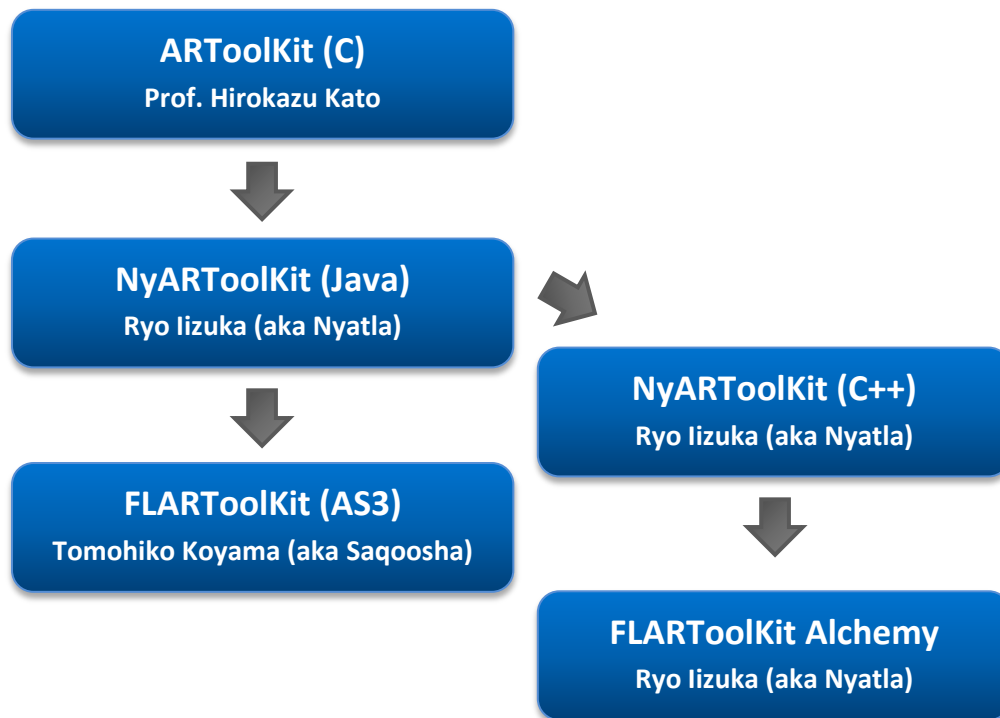 ARToolKit (C)
Prof. Hirokazu Kato
NyARToolKit (Java)
Ryo Iizuka (aka Nyatla)
FLARToolKit (AS3)
Tomohiko Koyama (aka Saqoosha)
NyARToolKit (C++)
Ryo Iizuka (aka Nyatla)
FLARToolKit Alchemy
Ryo Iizuka (aka Nyatla)